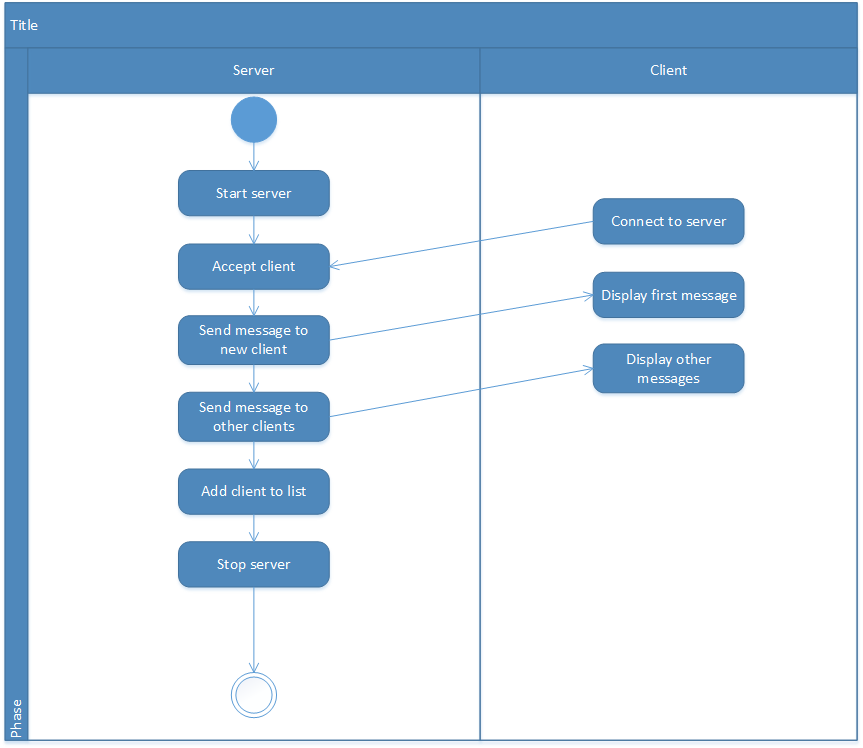 Title
Server
Client
Start server
Connect to server
Accept client
Display first message
Send message to
new client
Display other
messages
Send message to
other clients
Add client to list
Stop server
Phase